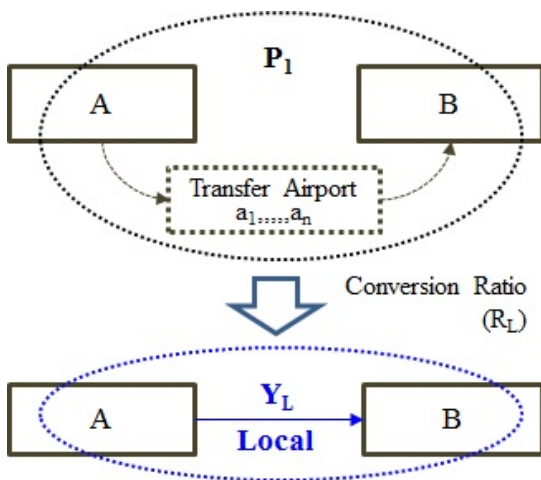 P1
A
B
Transfer Airport
a1,....,an
Conversion Ratio
(RL)
A
YL
B
Local